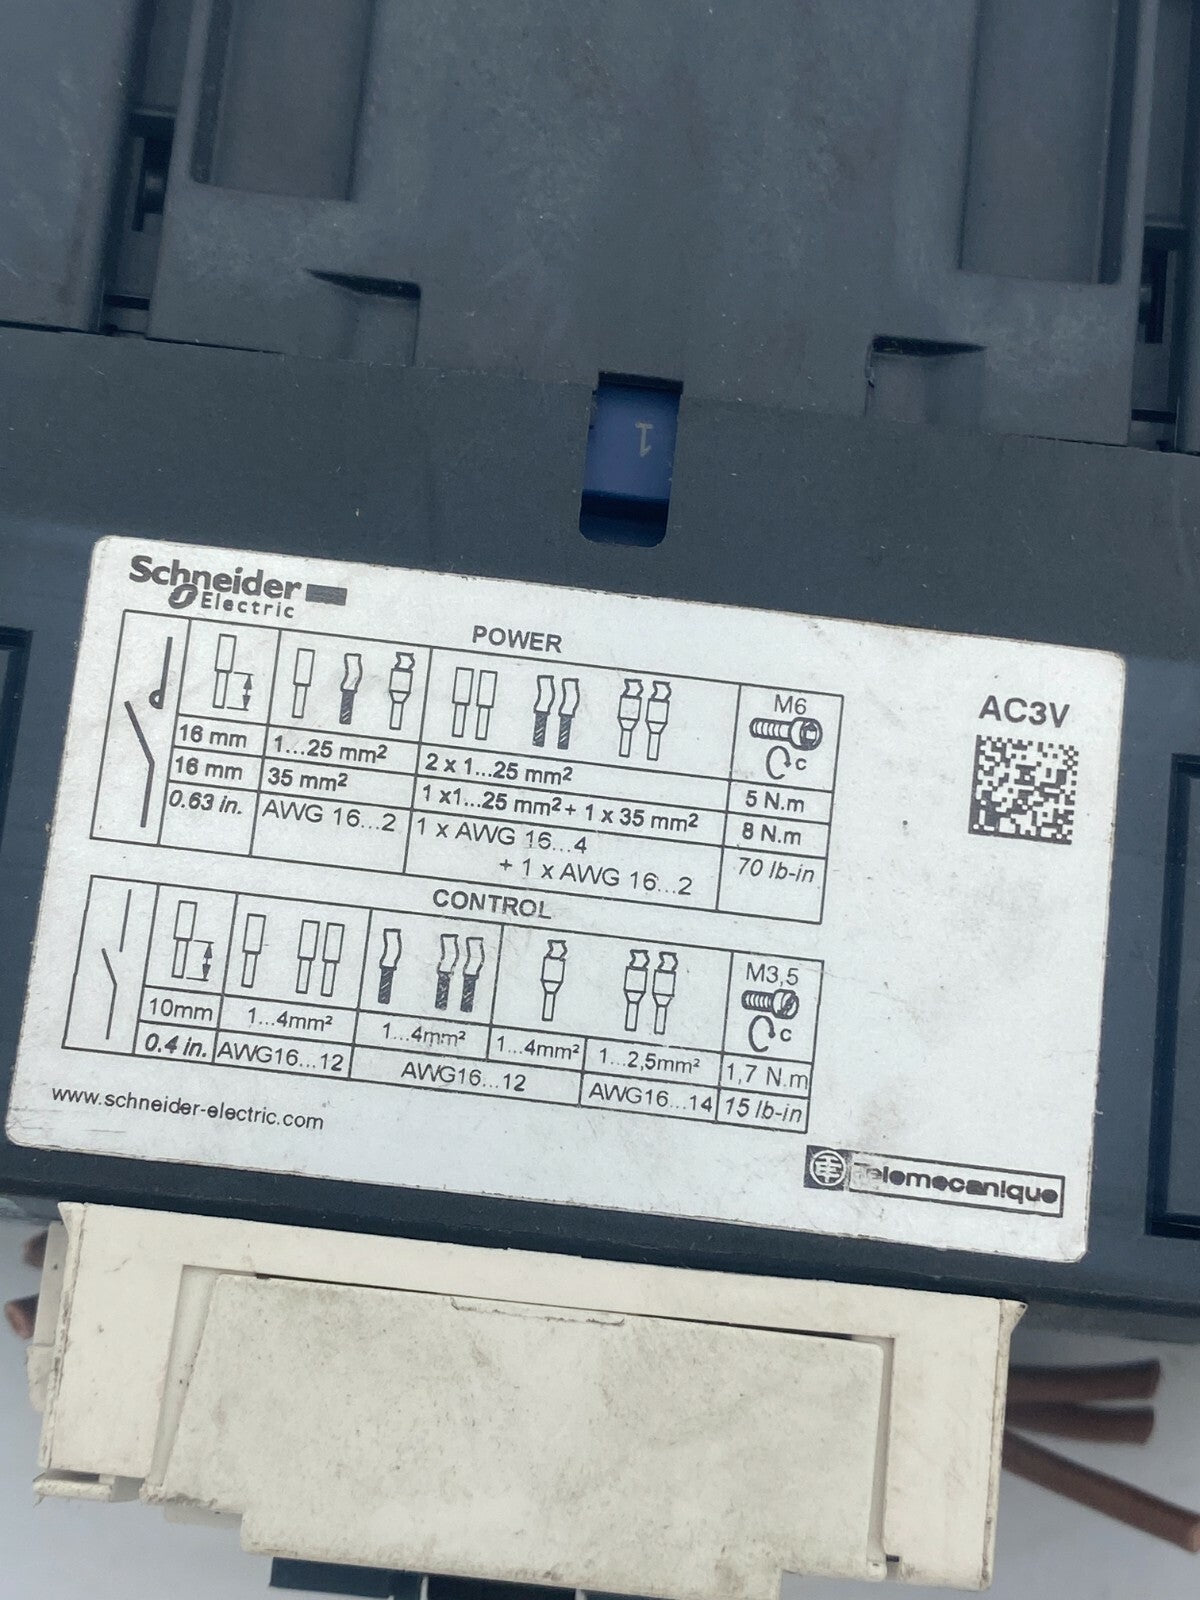 1
Schneider
Electric
POWER
M6
c
16 mm 1...25 mm² 2 x 1...25 mm² 5 N.m
16 mm 35 mm² 1 x1...25 mm² + 1 x 35 mm² 8 N.m
0.63 in. AWG 16...2 1 x AWG 16...4 70 lb-in
+ 1 x AWG 16...2
AC3V
CONTROL
M3,5
c
10mm 1...4mm² 1...4mm² 1...4mm² 1...2,5mm² 1,7 N.m
0.4 in. AWG16...12 AWG16...12 AWG16...14 15 lb-in
www.schneider-electric.com
Telemecanique